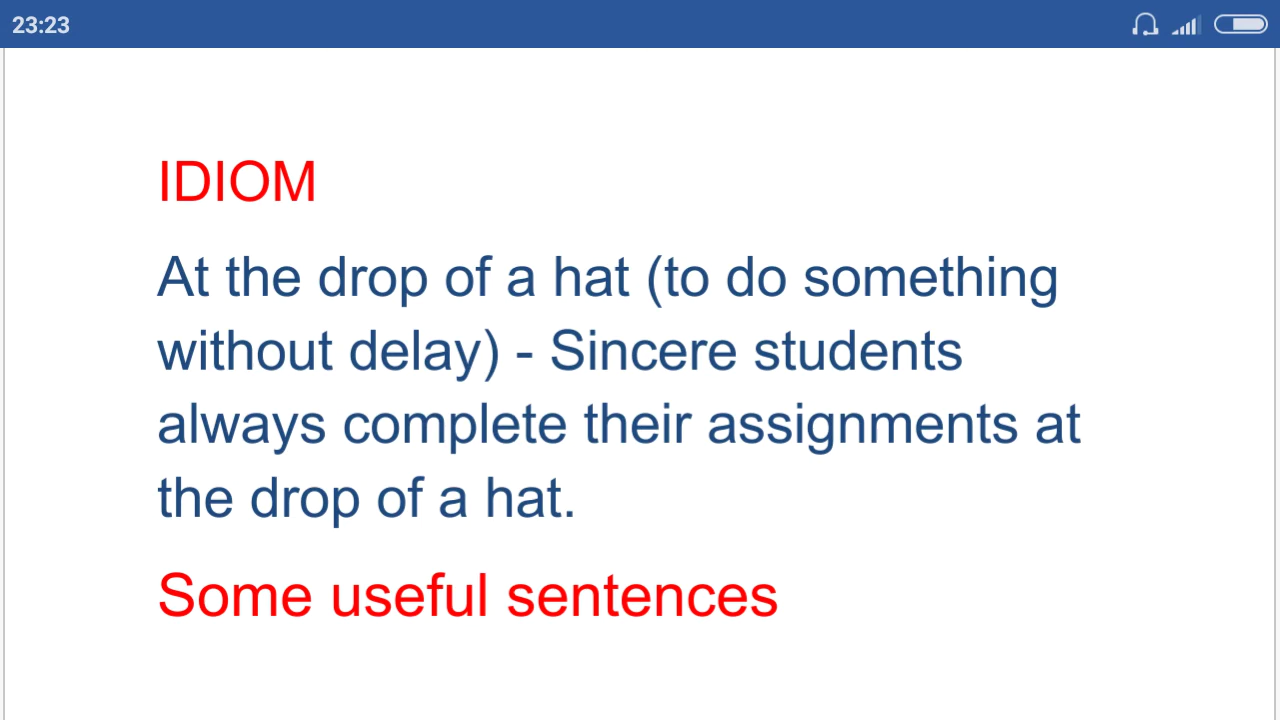 23:23
IDIOM
At the drop of a hat (to do something
without delay) - Sincere students
always complete their assignments at
the drop of a hat.
Some useful sentences